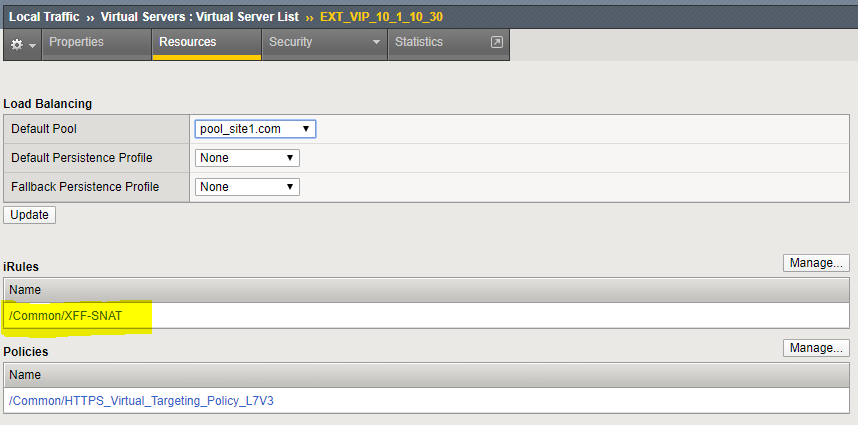 Local Traffic ›› Virtual Servers : Virtual Server List ›› EXT_VIP_10_1_10_30
Properties Resources Security Statistics
Load Balancing
Default Pool pool_site1.com
Default Persistence Profile None
Fallback Persistence Profile None
Update
iRules Manage...
Name
/Common/XFF-SNAT
Policies Manage...
Name
/Common/HTTPS_Virtual_Targeting_Policy_L7V3